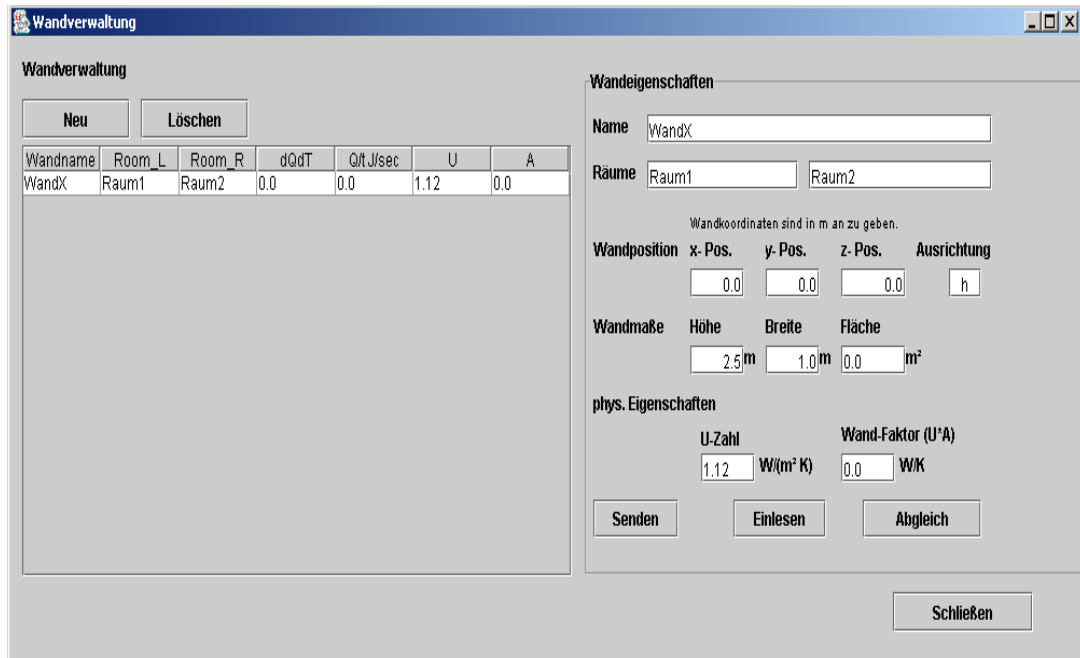 Wandverwaltung
Wandverwaltung
Neu Löschen
Wandname Room_L Room_R dQdT Q/t J/sec U A
WandX Raum1 Raum2 0.0 0.0 1.12 0.0
Wandeigenschaften
Name WandX
Räume Raum1 Raum2
Wandkoordinaten sind in m an zu geben.
Wandposition x- Pos. y- Pos. z- Pos. Ausrichtung
0.0 0.0 0.0 h
Wandmaße Höhe Breite Fläche
2.5 m 1.0 m 0.0 m²
phys. Eigenschaften
U-Zahl Wand-Faktor (U*A)
1.12 W/(m² K) 0.0 W/K
Senden Einlesen Abgleich
Schließen